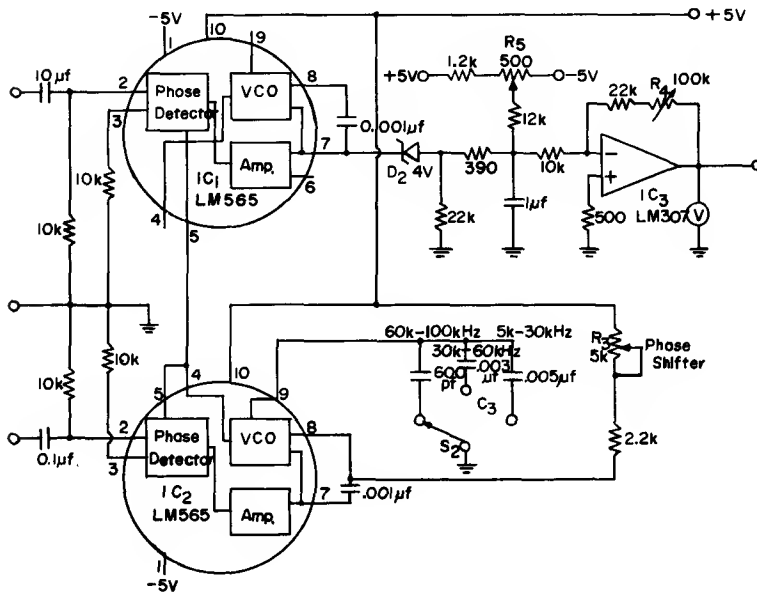 -5V
1
10
+5V
9
10µf
2
Phase
Detector
VCO
8
3
0.001µf
Amp.
7
6
IC1
LM565
4
5
10k
10k
D2 4V
22k
390
+5V
1.2k
R5
500
-5V
12k
10k
1µf
22k
R4
100k
-
+
500
IC3
LM307
V
10k
10k
0.1µf
10
9
5
4
2
Phase
Detector
VCO
8
3
IC2
LM565
Amp.
7
.001µf
1
-5V
60k-100kHz
30k-60kHz
5k-30kHz
600
pf
.003
µf
.005µf
C3
S2
R3
5k
Phase
Shifter
2.2k